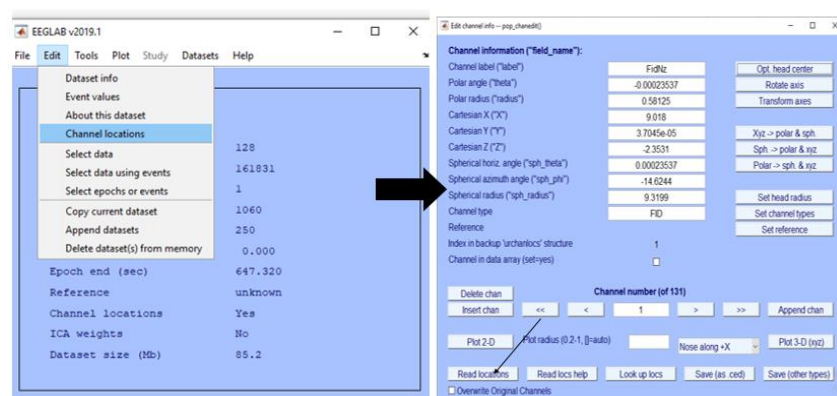 EEGLAB v2019.1
File Edit Tools Plot Study Datasets Help
Dataset info
Event values
About this dataset
Channel locations
Select data
Select data using events
Select epochs or events
Copy current dataset
Append datasets
Delete dataset(s) from memory
128
161831
1
1060
250
0.000
Epoch end (sec) 647.320
Reference unknown
Channel locations Yes
ICA weights No
Dataset size (Mb) 85.2
Edit channel info -- pop_chanedit()
Channel information ("field_name"):
Channel label ("label") FidNz Opt. head center
Polar angle ("theta") -0.00023537 Rotate axis
Polar radius ("radius") 0.58125 Transform axes
Cartesian X ("X") 9.018
Cartesian Y ("Y") 3.7045e-05 Xyz -> polar & sph.
Cartesian Z ("Z") -2.3531 Sph. -> polar & xyz
Spherical horiz. angle ("sph_theta") 0.00023537 Polar -> sph. & xyz
Spherical azimuth angle ("sph_phi") -14.6244
Spherical radius ("sph_radius") 9.3199 Set head radius
Channel type FID Set channel types
Reference Set reference
Index in backup 'urchanlocs' structure 1
Channel in data array (set=yes)
Delete chan Channel number (of 131)
Insert chan << < 1 > >> Append chan
Plot 2-D Plot radius (0.2-1, []=auto) Nose along +X Plot 3-D (xyz)
Read locations Read locs help Look up locs Save (as .ced) Save (other types)
Overwrite Original Channels